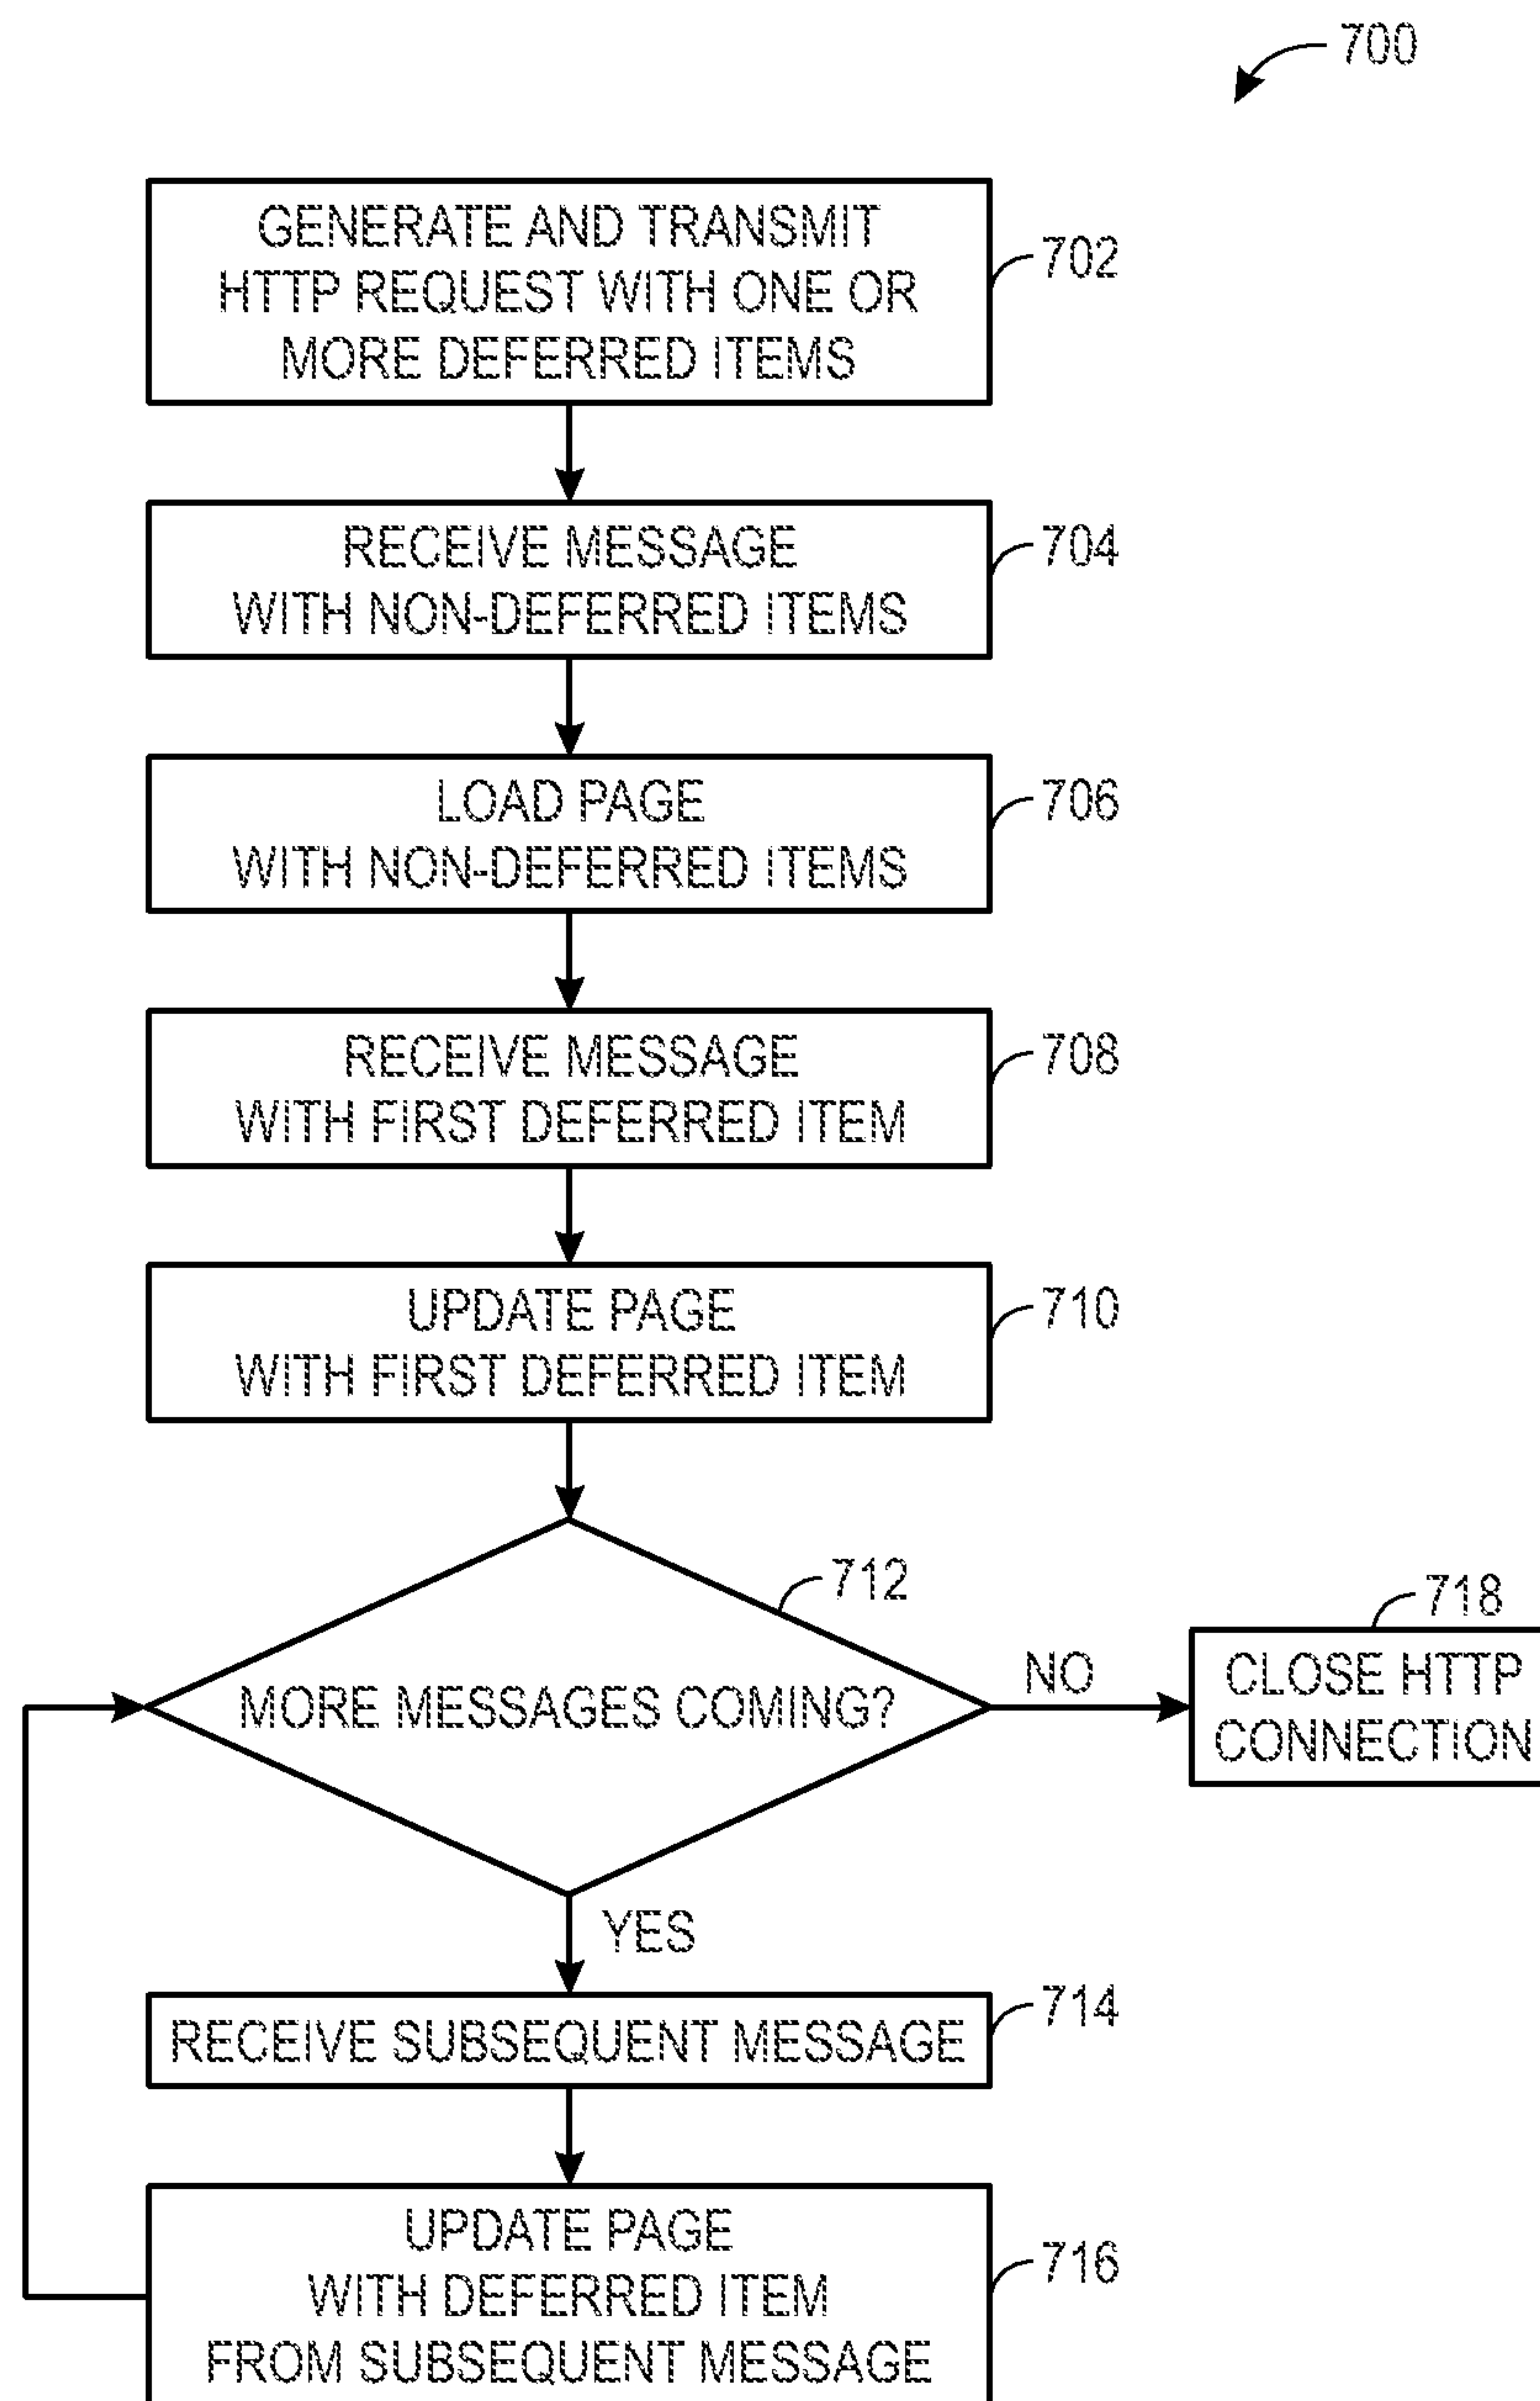 700
GENERATE AND TRANSMIT
HTTP REQUEST WITH ONE OR
MORE DEFERRED ITEMS
702
RECEIVE MESSAGE
WITH NON-DEFERRED ITEMS
704
LOAD PAGE
WITH NON-DEFERRED ITEMS
706
RECEIVE MESSAGE
WITH FIRST DEFERRED ITEM
708
UPDATE PAGE
WITH FIRST DEFERRED ITEM
710
712
MORE MESSAGES COMING?
NO
718
CLOSE HTTP
CONNECTION
YES
RECEIVE SUBSEQUENT MESSAGE
714
UPDATE PAGE
WITH DEFERRED ITEM
FROM SUBSEQUENT MESSAGE
716